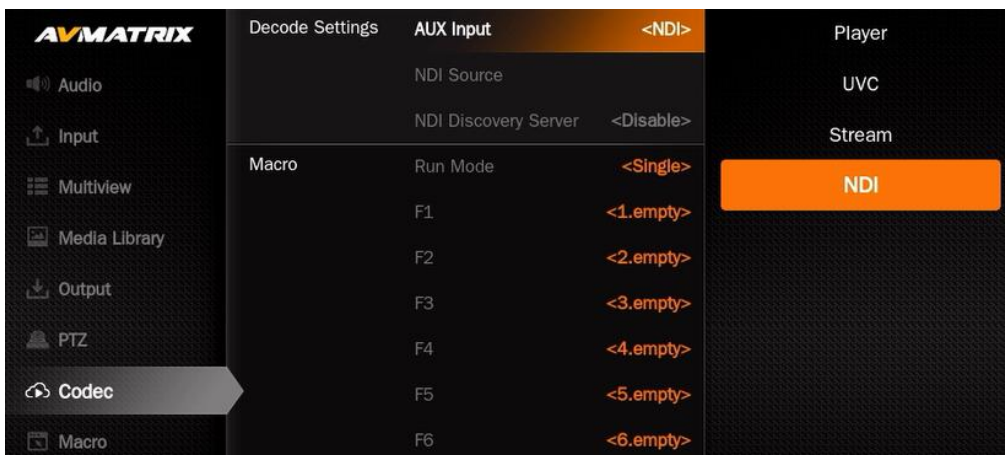 AVMATRIX
Audio
Input
Multiview
Media Library
Output
PTZ
Codec
Macro
Decode Settings
AUX Input <NDI>
NDI Source
NDI Discovery Server <Disable>
Macro
Run Mode <Single>
F1 <1.empty>
F2 <2.empty>
F3 <3.empty>
F4 <4.empty>
F5 <5.empty>
F6 <6.empty>
Player
UVC
Stream
NDI